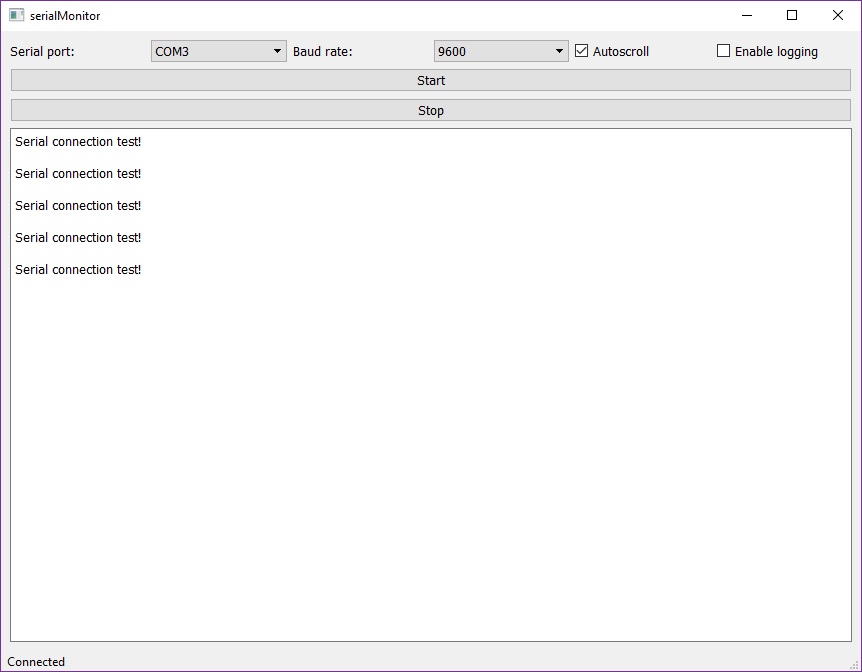 serialMonitor
Serial port: COM3 Baud rate: 9600 Autoscroll Enable logging
Start
Stop
Serial connection test!
Serial connection test!
Serial connection test!
Serial connection test!
Serial connection test!
Connected